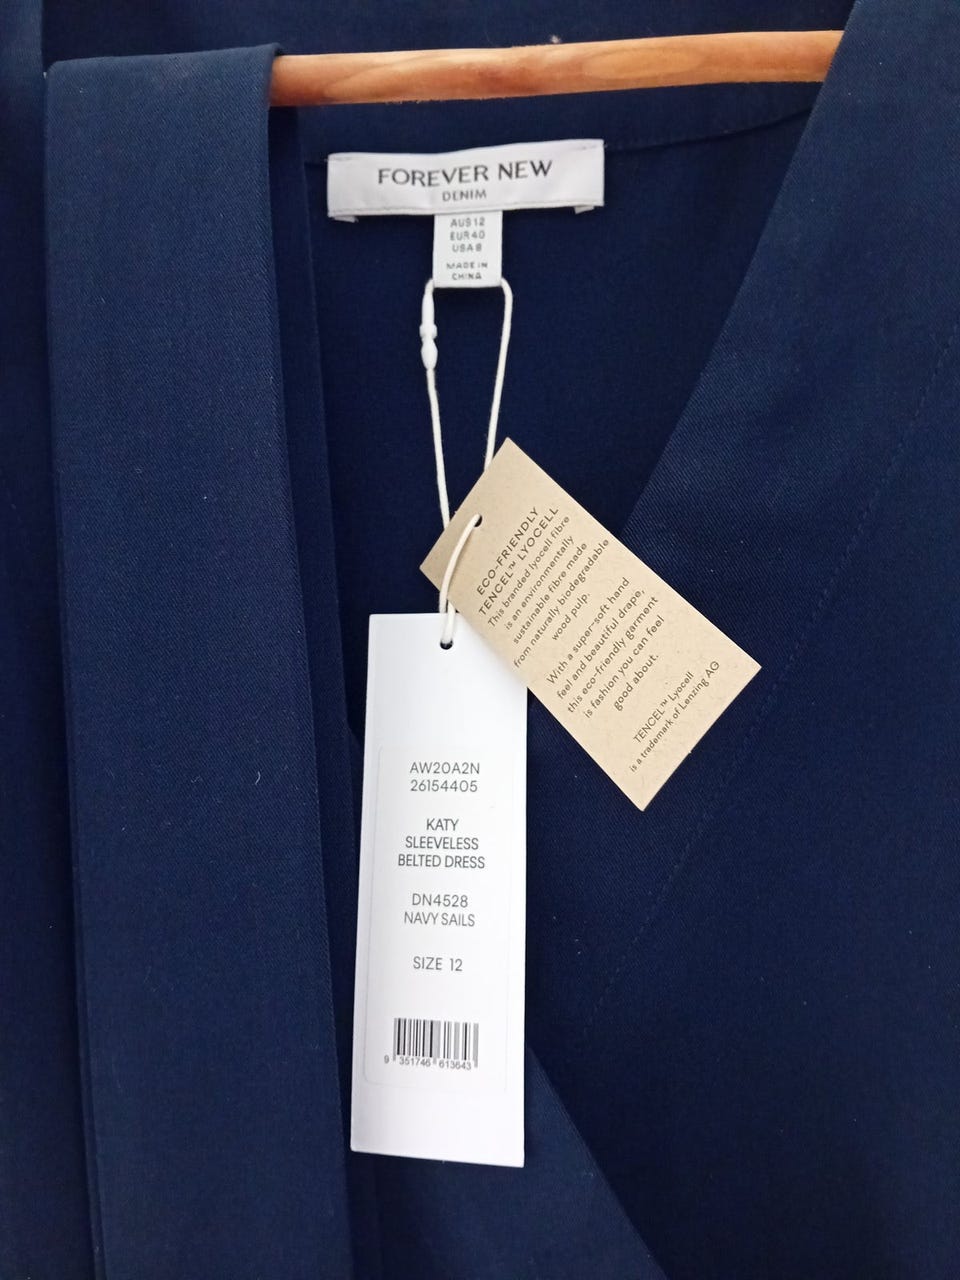 FOREVER NEW
DENIM
AUS 12
EUR 40
USA 8
MADE IN
CHINA
ECO-FRIENDLY
TENCEL™ LYOCELL
This branded lyocell fibre
is an environmentally
sustainable fibre made
from naturally biodegradable
wood pulp.
With a super-soft hand
feel and beautiful drape,
this eco-friendly garment
is fashion you can feel
good about.
TENCEL™ Lyocell
is a trademark of Lenzing AG
AW20A2N
26154405
KATY
SLEEVELESS
BELTED DRESS
DN4528
NAVY SAILS
SIZE 12
9 351746 613643